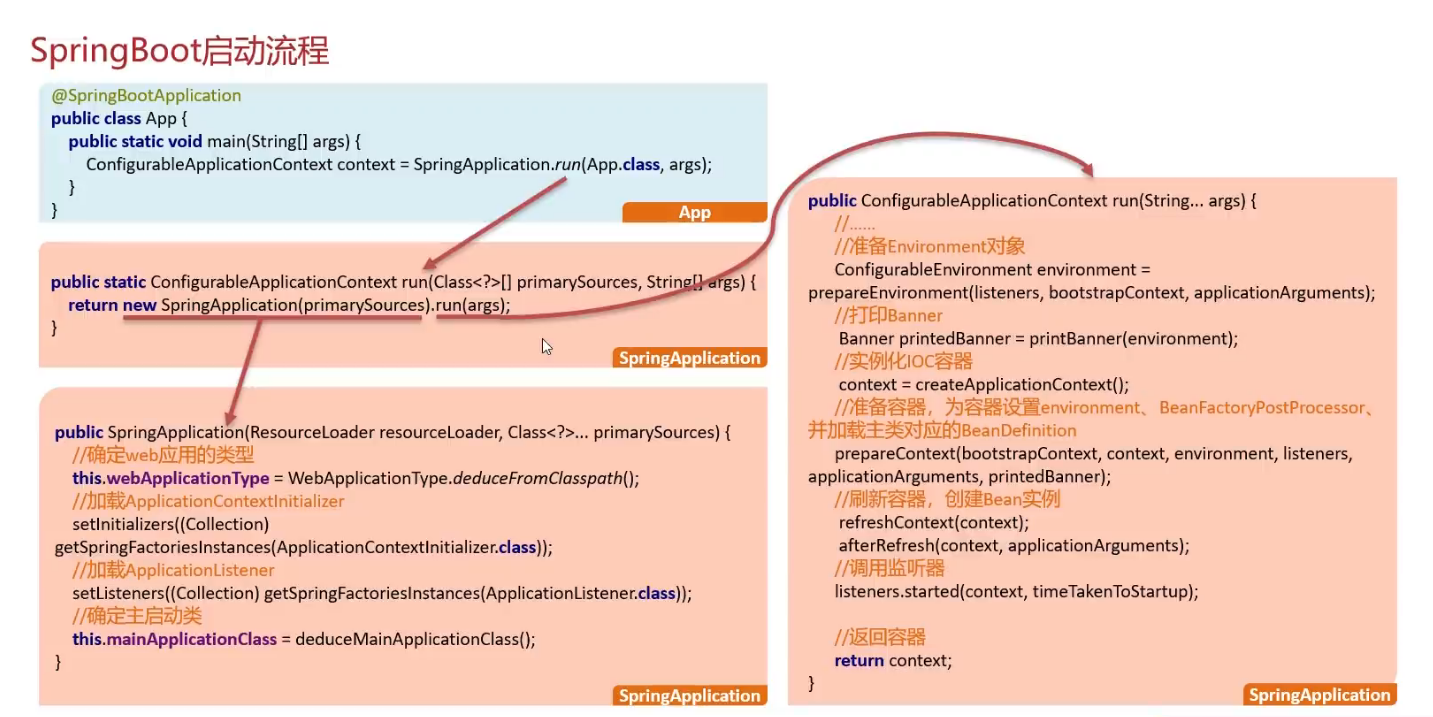 SpringBoot启动流程
@SpringBootApplication
public class App {
public static void main(String[] args) {
ConfigurableApplicationContext context = SpringApplication.run(App.class, args);
}
}
App
public static ConfigurableApplicationContext run(Class<?>[] primarySources, String[] args) {
return new SpringApplication(primarySources).run(args);
}
SpringApplication
public SpringApplication(ResourceLoader resourceLoader, Class<?>... primarySources) {
//确定web应用的类型
this.webApplicationType = WebApplicationType.deduceFromClasspath();
//加载ApplicationContextInitializer
setInitializers((Collection)
getSpringFactoriesInstances(ApplicationContextInitializer.class));
//加载ApplicationListener
setListeners((Collection) getSpringFactoriesInstances(ApplicationListener.class));
//确定主启动类
this.mainApplicationClass = deduceMainApplicationClass();
}
SpringApplication
public ConfigurableApplicationContext run(String... args) {
//......
//准备Environment对象
ConfigurableEnvironment environment =
prepareEnvironment(listeners, bootstrapContext, applicationArguments);
//打印Banner
Banner printedBanner = printBanner(environment);
//实例化IOC容器
context = createApplicationContext();
//准备容器，为容器设置environment、BeanFactoryPostProcessor、
并加载主类对应的BeanDefinition
prepareContext(bootstrapContext, context, environment, listeners,
applicationArguments, printedBanner);
//刷新容器，创建Bean实例
refreshContext(context);
afterRefresh(context, applicationArguments);
//调用监听器
listeners.started(context, timeTakenToStartup);
//返回容器
return context;
}
SpringApplication